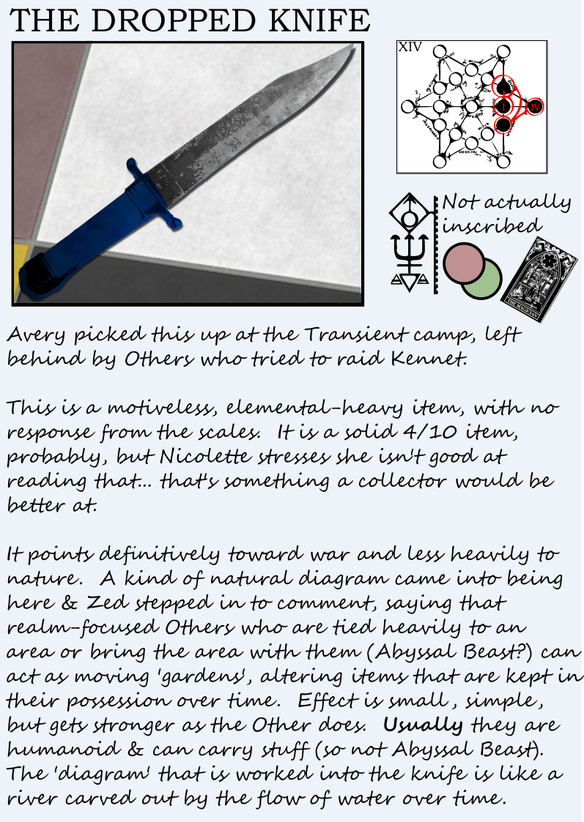 THE DROPPED KNIFE
XIV
IV
Not actually
inscribed
Avery picked this up at the Transient camp, left
behind by Others who tried to raid Kennet.
This is a motiveless, elemental-heavy item, with no
response from the scales. It is a solid 4/10 item,
probably, but Nicolette stresses she isn't good at
reading that... that's something a collector would be
better at.
It points definitively toward war and less heavily to
nature. A kind of natural diagram came into being
here & Zed stepped in to comment, saying that
realm-focused Others who are tied heavily to an
area or bring the area with them (Abyssal Beast?) can
act as moving 'gardens', altering items that are kept in
their possession over time. Effect is small, simple,
but gets stronger as the Other does. Usually they are
humanoid & can carry stuff (so not Abyssal Beast).
The 'diagram' that is worked into the knife is like a
river carved out by the flow of water over time.